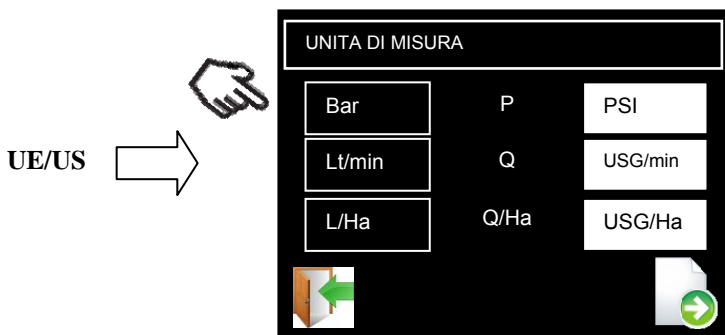 UNITA DI MISURA
Bar P PSI
UE/US Lt/min Q USG/min
L/Ha Q/Ha USG/Ha